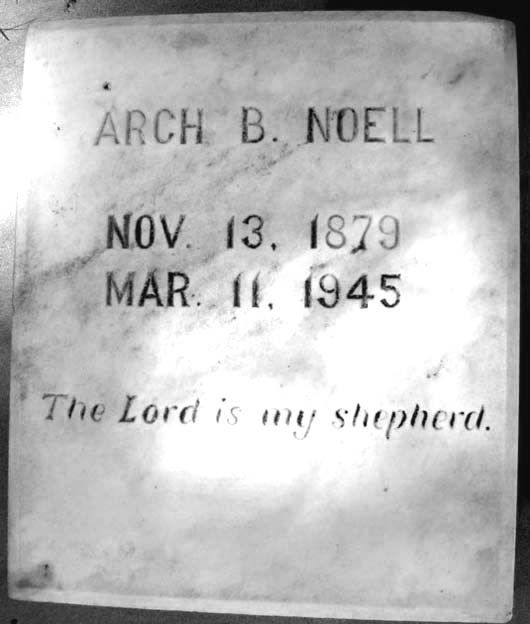 ARCH B. NOELL
NOV. 13, 1879
MAR. 11, 1945
The Lord is my shepherd.